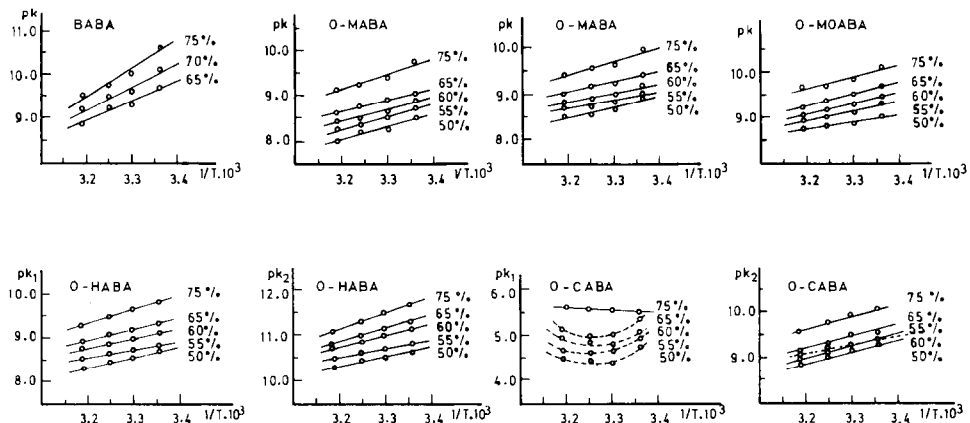 BABA
pk
75%.
70%.
65%.
10.0
9.0
3.2 3.3 3.4 1/T.10³
O-MABA
pk
75%.
65%.
60%.
55%.
50%.
9.0
8.0
3.2 3.3 3.4 1/T.10³
O-MABA
pk
75%.
65%.
60%.
55%.
50%.
10.0
9.0
8.0
3.2 3.3 3.4 1/T.10³
O-MOABA
pk
75%.
65%.
60%.
55%.
50%.
10.0
9.0
3.2 3.3 3.4 1/T.10³
O-HABA
pk₁
75%.
65%.
60%.
55%.
50%.
10.0
9.0
8.0
3.2 3.3 3.4 1/T.10³
O-HABA
pk₂
75%.
65%.
60%.
55%.
50%.
12.0
11.0
10.0
3.2 3.3 3.4 1/T.10³
O-CABA
pk₁
75%.
65%.
60%.
55%.
50%.
6.0
5.0
4.0
3.2 3.3 3.4 1/T.10³
O-CABA
pk₂
75%.
65%.
55%.
60%.
50%.
10.0
9.0
3.2 3.3 3.4 1/T.10³